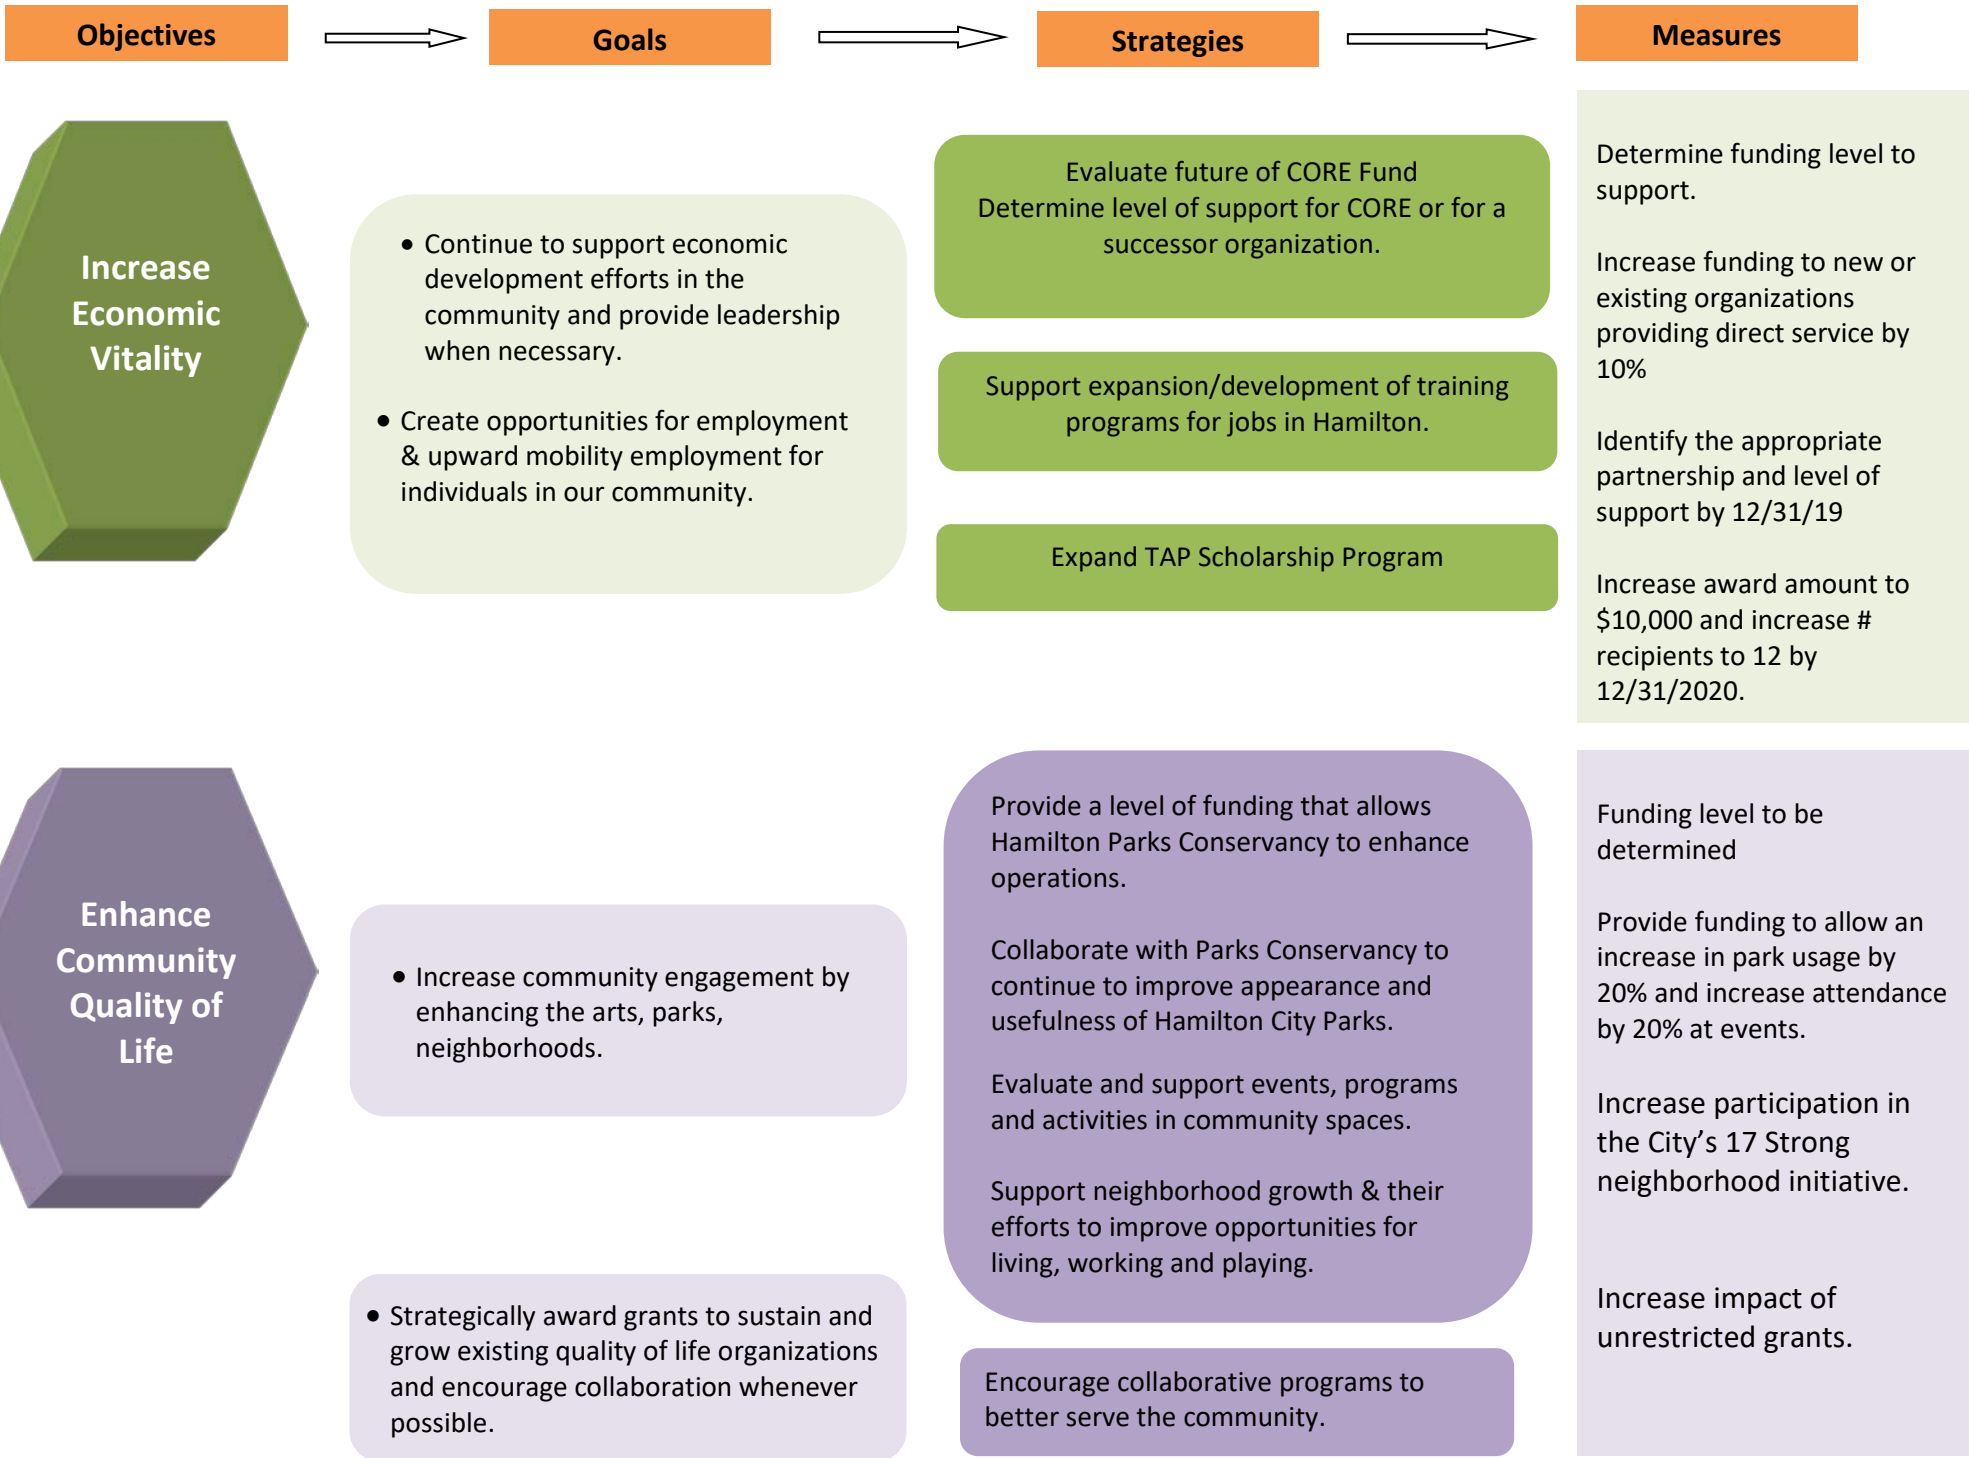 Objectives
Goals
Strategies
Measures
Increase
Economic
Vitality
• Continue to support economic
development efforts in the
community and provide leadership
when necessary.
• Create opportunities for employment
& upward mobility employment for
individuals in our community.
Evaluate future of CORE Fund
Determine level of support for CORE or for a
successor organization.
Support expansion/development of training
programs for jobs in Hamilton.
Expand TAP Scholarship Program
Determine funding level to
support.
Increase funding to new or
existing organizations
providing direct service by
10%
Identify the appropriate
partnership and level of
support by 12/31/19
Increase award amount to
$10,000 and increase #
recipients to 12 by
12/31/2020.
Enhance
Community
Quality of
Life
• Increase community engagement by
enhancing the arts, parks,
neighborhoods.
• Strategically award grants to sustain and
grow existing quality of life organizations
and encourage collaboration whenever
possible.
Provide a level of funding that allows
Hamilton Parks Conservancy to enhance
operations.
Collaborate with Parks Conservancy to
continue to improve appearance and
usefulness of Hamilton City Parks.
Evaluate and support events, programs
and activities in community spaces.
Support neighborhood growth & their
efforts to improve opportunities for
living, working and playing.
Encourage collaborative programs to
better serve the community.
Funding level to be
determined
Provide funding to allow an
increase in park usage by
20% and increase attendance
by 20% at events.
Increase participation in
the City’s 17 Strong
neighborhood initiative.
Increase impact of
unrestricted grants.